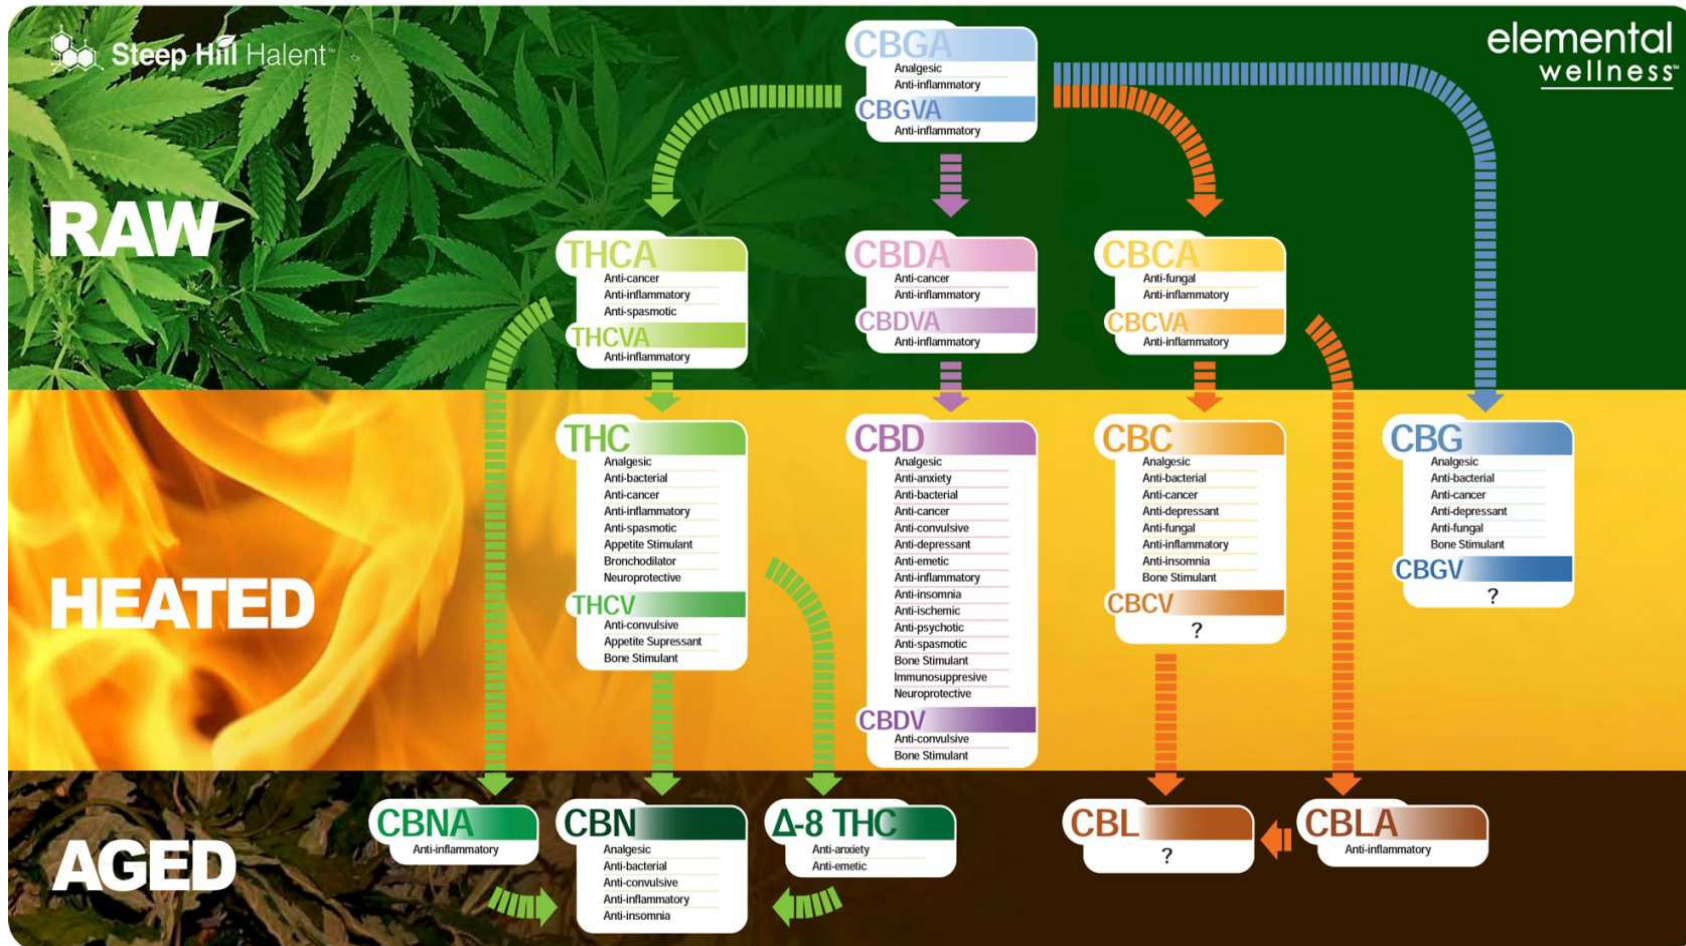 Steep Hill Halent™
elemental
wellness™
RAW
CBGA
Analgesic
Anti-inflammatory
CBGVA
Anti-inflammatory
THCA
Anti-cancer
Anti-inflammatory
Anti-spasmotic
THCVA
Anti-inflammatory
CBDA
Anti-cancer
Anti-inflammatory
CBDVA
Anti-inflammatory
CBCA
Anti-fungal
Anti-inflammatory
CBCVA
Anti-inflammatory
HEATED
THC
Analgesic
Anti-bacterial
Anti-cancer
Anti-inflammatory
Anti-spasmotic
Appetite Stimulant
Bronchodilator
Neuroprotective
THCV
Anti-convulsive
Appetite Supressant
Bone Stimulant
CBD
Analgesic
Anti-anxiety
Anti-bacterial
Anti-cancer
Anti-convulsive
Anti-depressant
Anti-emetic
Anti-inflammatory
Anti-insomnia
Anti-ischemic
Anti-psychotic
Anti-spasmotic
Bone Stimulant
Immunosuppresive
Neuroprotective
CBDV
Anti-convulsive
Bone Stimulant
CBC
Analgesic
Anti-bacterial
Anti-cancer
Anti-depressant
Anti-fungal
Anti-inflammatory
Anti-insomnia
Bone Stimulant
CBCV
?
CBG
Analgesic
Anti-bacterial
Anti-cancer
Anti-depressant
Anti-fungal
Bone Stimulant
CBGV
?
AGED
CBNA
Anti-inflammatory
CBN
Analgesic
Anti-bacterial
Anti-convulsive
Anti-inflammatory
Anti-insomnia
Δ-8 THC
Anti-anxiety
Anti-emetic
CBL
?
CBLA
Anti-inflammatory